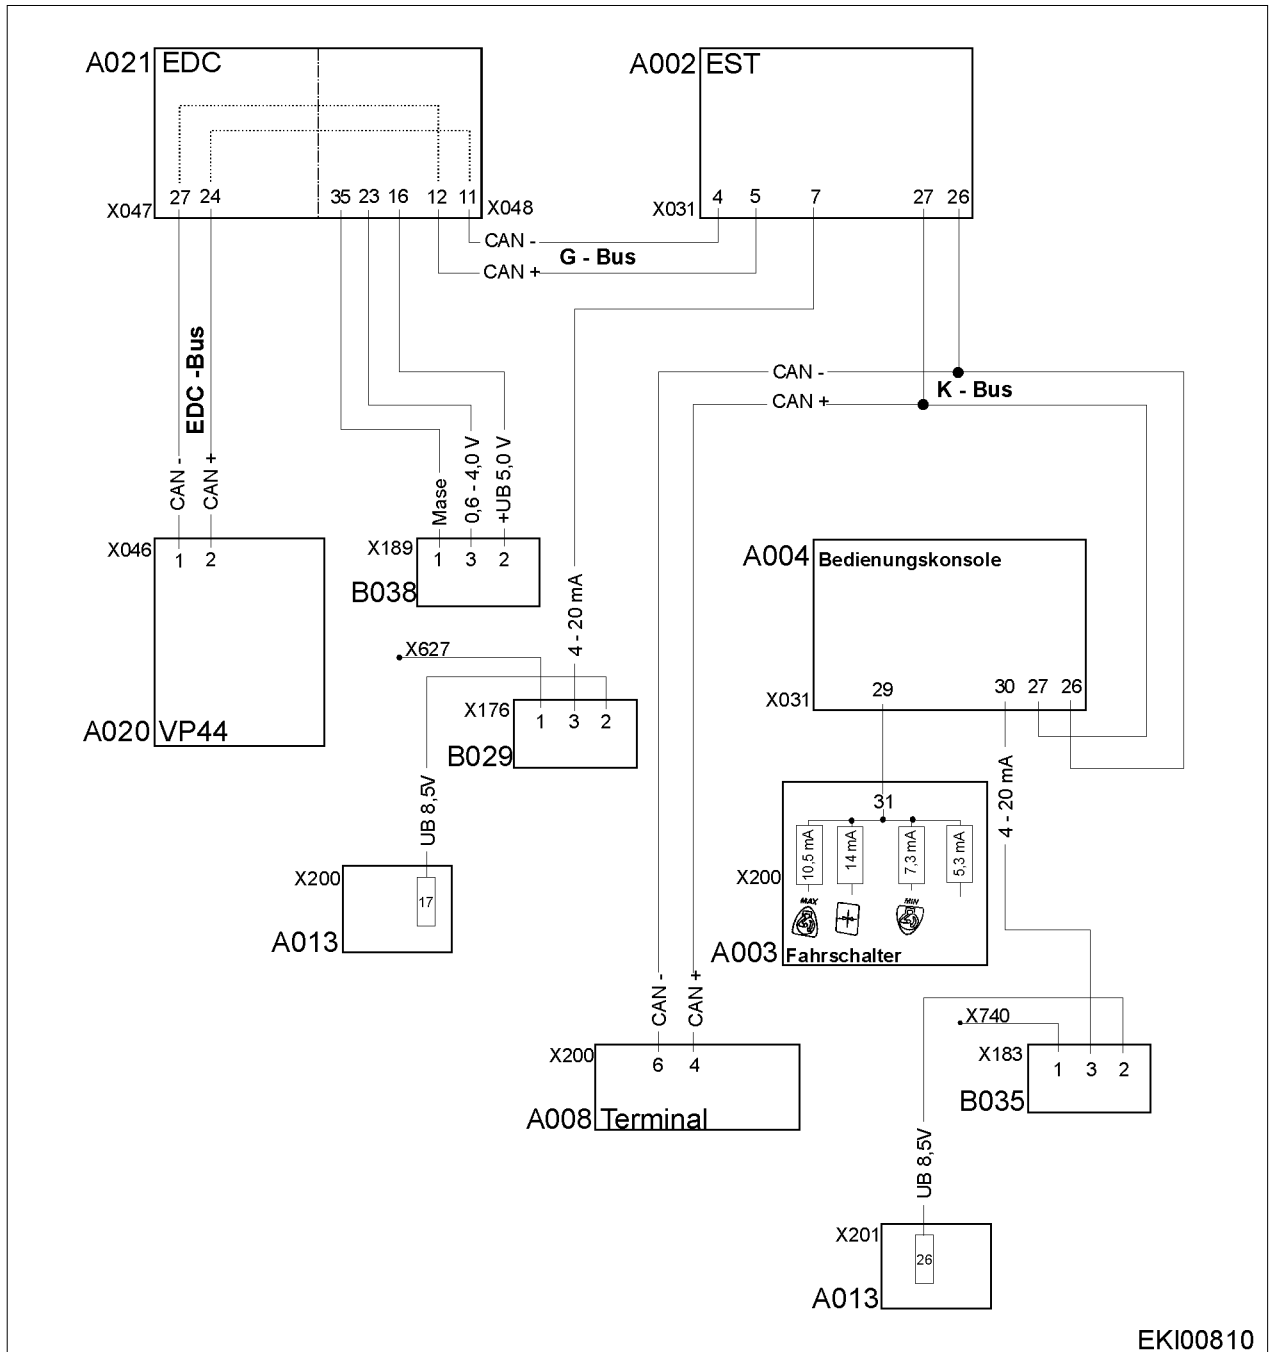 A021 EDC
A002 EST
27 24 35 23 16 12 11
X047
X048
4 5 7 27 26
X031
CAN -
G - Bus
CAN +
EDC -Bus
CAN -
CAN +
CAN -
K - Bus
CAN +
Mase
0,6 - 4,0 V
+UB 5,0 V
X046
1 2
A020 VP44
X189
1 3 2
B038
4 - 20 mA
X627
X176
1 3 2
B029
UB 8,5V
X200
17
A013
A004 Bedienungskonsole
29 30 27 26
X031
4 - 20 mA
31
10,5 mA
14 mA
7,3 mA
5,3 mA
X200
MAX
MIN
A003 Fahrschalter
CAN -
CAN +
X200
6 4
A008 Terminal
X740
X183
1 3 2
B035
UB 8,5V
X201
26
A013
EKI00810